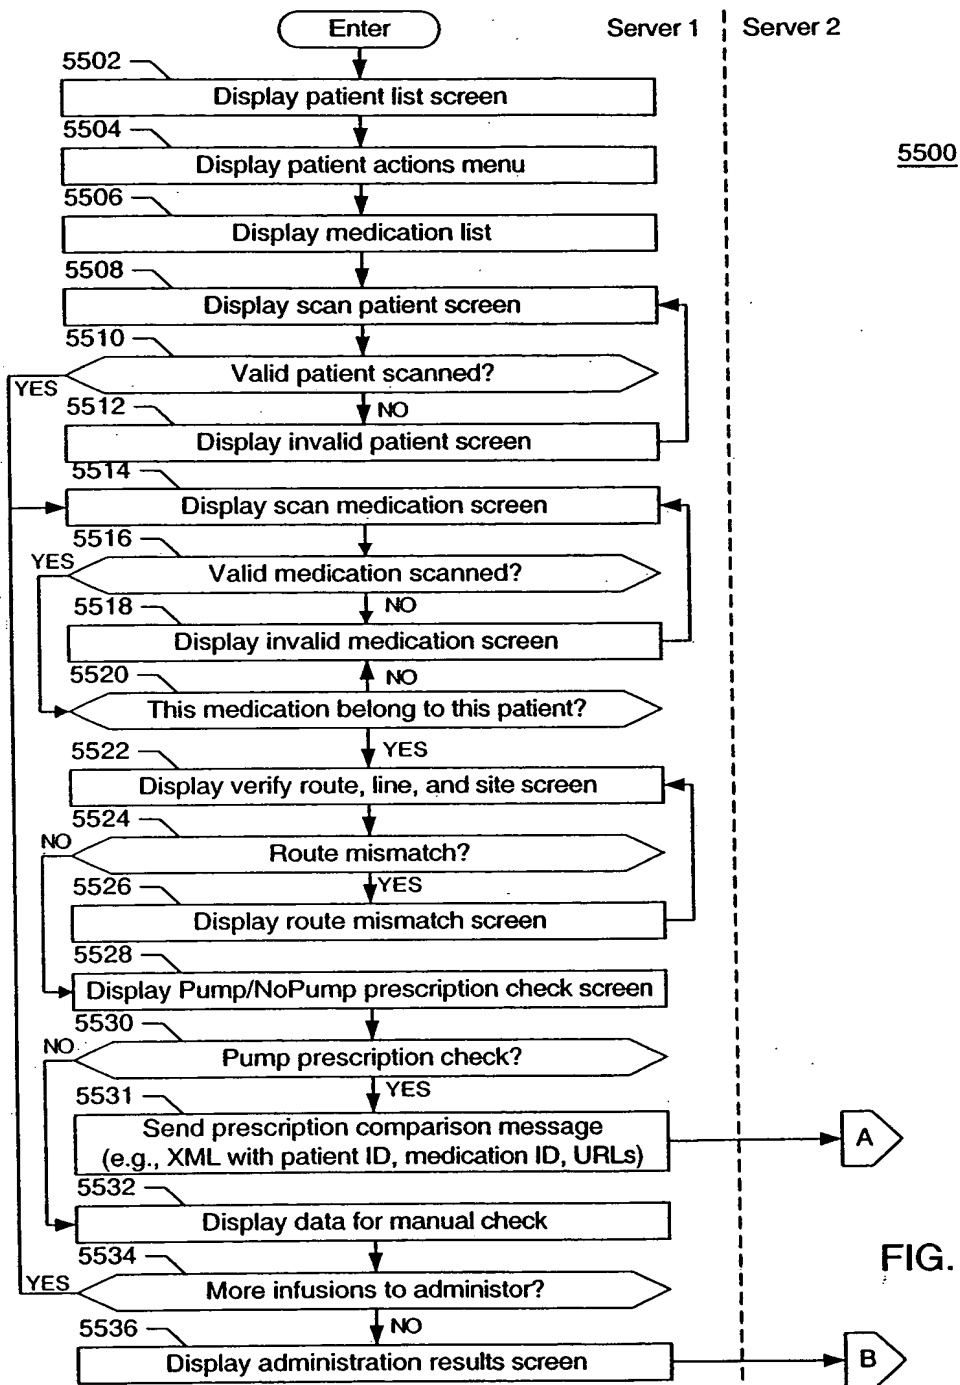 Enter
Server 1
Server 2
5500
5502
Display patient list screen
5504
Display patient actions menu
5506
Display medication list
5508
Display scan patient screen
5510
Valid patient scanned?
YES
NO
5512
Display invalid patient screen
5514
Display scan medication screen
5516
YES
Valid medication scanned?
NO
5518
Display invalid medication screen
5520
NO
This medication belong to this patient?
YES
5522
Display verify route, line, and site screen
5524
NO
Route mismatch?
YES
5526
Display route mismatch screen
5528
Display Pump/NoPump prescription check screen
5530
NO
Pump prescription check?
YES
5531
Send prescription comparison message
(e.g., XML with patient ID, medication ID, URLs)
A
5532
Display data for manual check
5534
YES
More infusions to administor?
NO
FIG.
5536
Display administration results screen
B